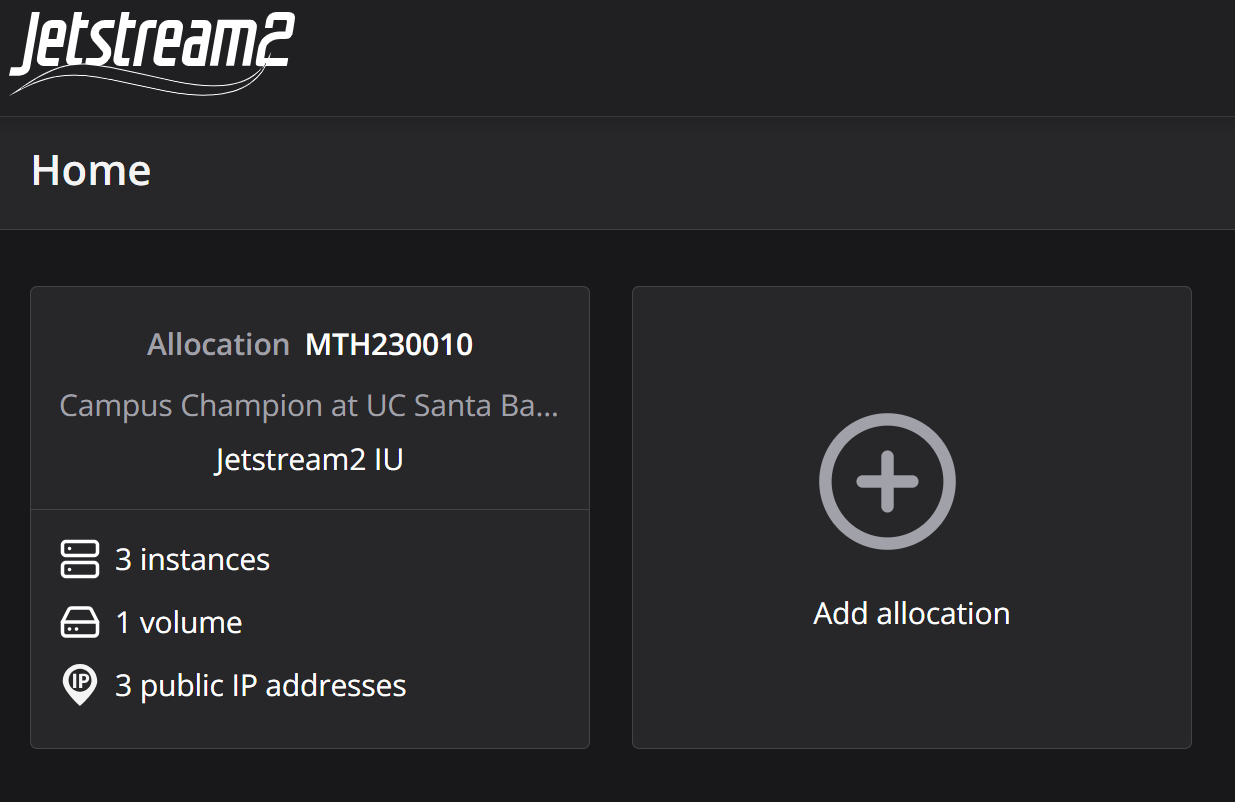 Jetstream2
Home
Allocation MTH230010
Campus Champion at UC Santa Ba...
Jetstream2 IU
3 instances
1 volume
IP 3 public IP addresses
Add allocation